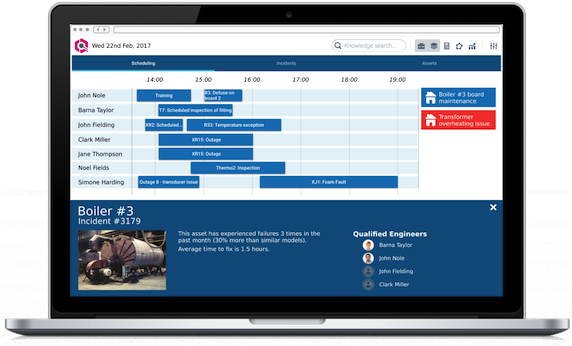 Wed 22nd Feb, 2017
Knowledge search...
Scheduling
Incidents
Assets
14:00
15:00
16:00
17:00
18:00
19:00
John Nole
Training
B3: Defuse on
board 2
Barna Taylor
T7: Scheduled inspection of fitting
John Fielding
XR2: Scheduled...
R33: Temperature exception
Clark Miller
XR15: Outage
Jane Thompson
XR15: Outage
Noel Fields
Thermo2: Inspection
Simone Harding
Outage 8 - transducer issue
XJ1: Foam Fault
Boiler #3 board
maintenance
Transformer
overheating issue
Boiler #3
Incident #3179
This asset has experienced failures 3 times in the
past month (30% more than similar models).
Average time to fix is 1.5 hours.
Qualified Engineers
Barna Taylor
John Nole
John Fielding
Clark Miller